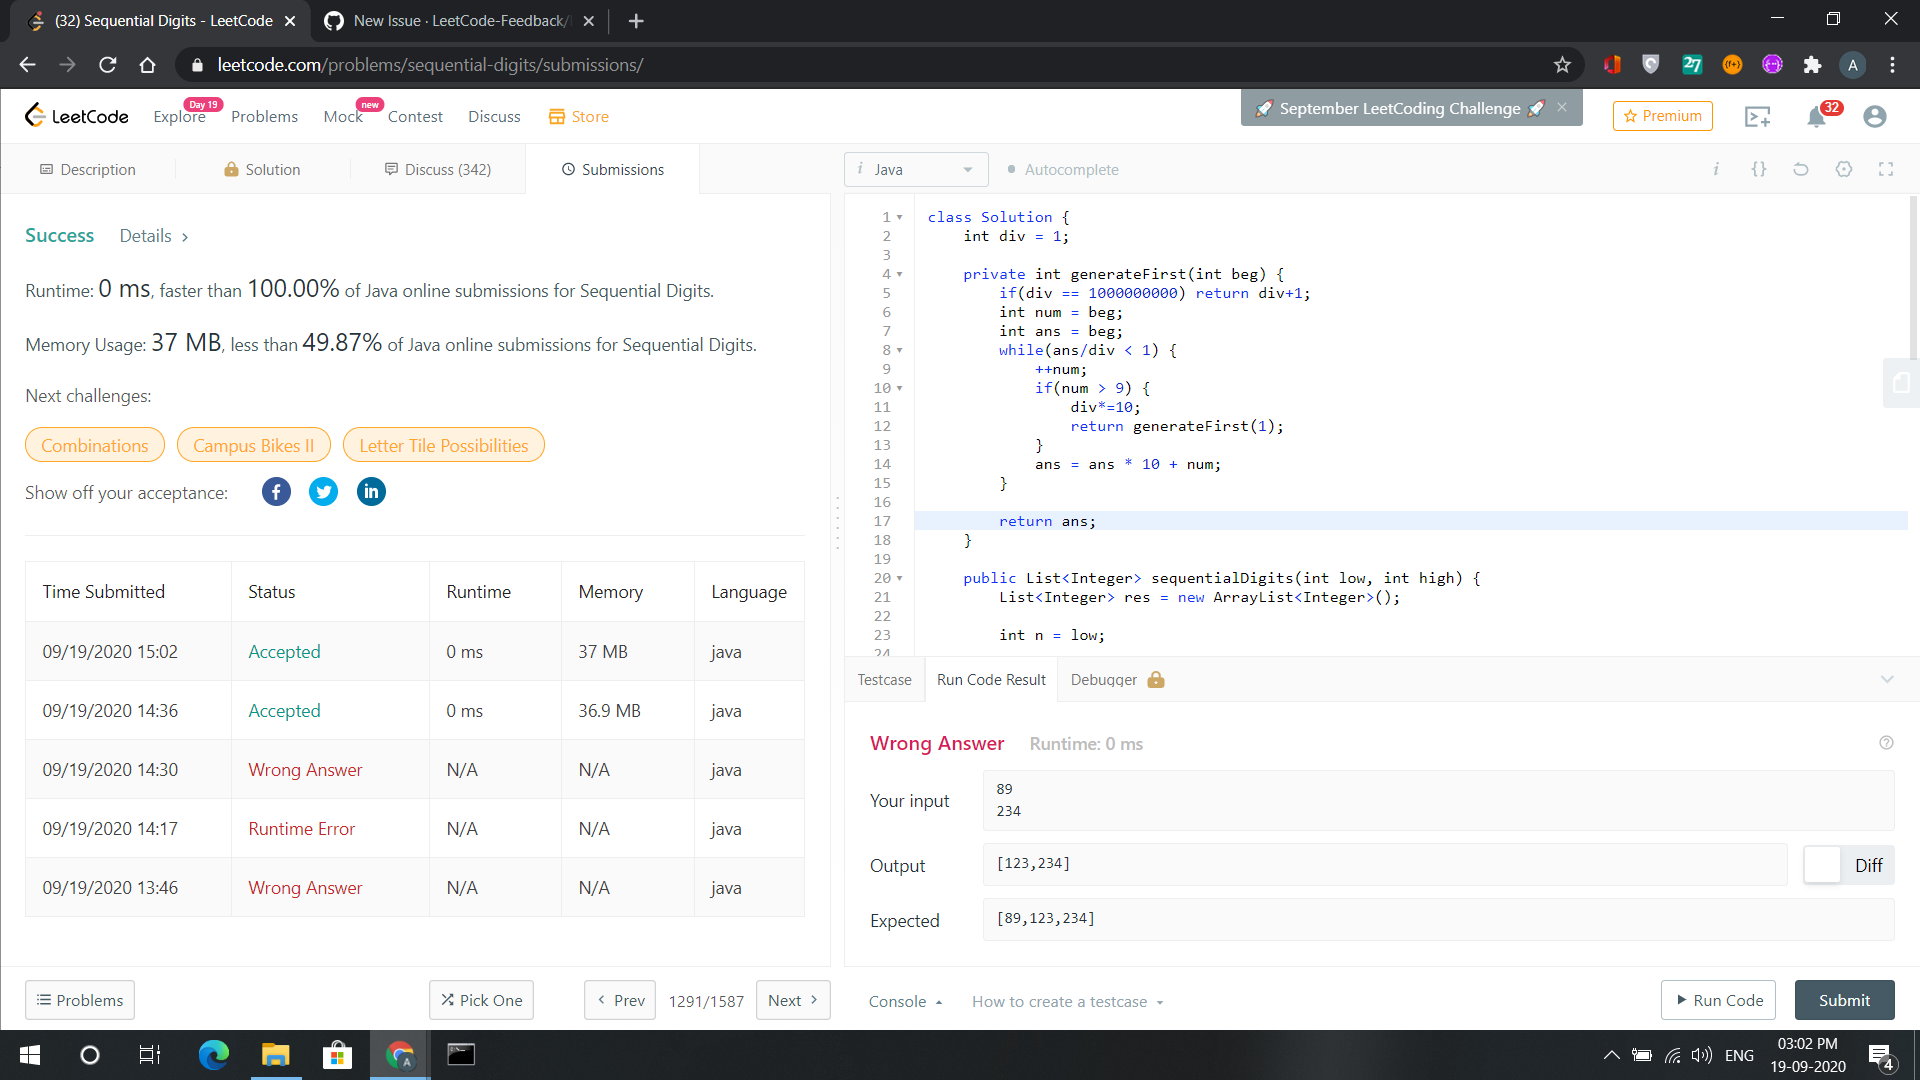 (32) Sequential Digits - LeetCode
New Issue · LeetCode-Feedback/
leetcode.com/problems/sequential-digits/submissions/
27
A
LeetCode
Explore
Day 19
Problems
Mock
new
Contest
Discuss
Store
September LeetCoding Challenge
Premium
32
Description
Solution
Discuss (342)
Submissions
i Java
Autocomplete
i
{}
Success
Details >
Runtime: 0 ms, faster than 100.00% of Java online submissions for Sequential Digits.
Memory Usage: 37 MB, less than 49.87% of Java online submissions for Sequential Digits.
Next challenges:
Combinations
Campus Bikes II
Letter Tile Possibilities
Show off your acceptance:
Time Submitted Status Runtime Memory Language
09/19/2020 15:02 Accepted 0 ms 37 MB java
09/19/2020 14:36 Accepted 0 ms 36.9 MB java
09/19/2020 14:30 Wrong Answer N/A N/A java
09/19/2020 14:17 Runtime Error N/A N/A java
09/19/2020 13:46 Wrong Answer N/A N/A java
Problems
Pick One
< Prev
1291/1587
Next >
1 class Solution {
2 int div = 1;
3
4 private int generateFirst(int beg) {
5 if(div == 1000000000) return div+1;
6 int num = beg;
7 int ans = beg;
8 while(ans/div < 1) {
9 ++num;
10 if(num > 9) {
11 div*=10;
12 return generateFirst(1);
13 }
14 ans = ans * 10 + num;
15 }
16
17 return ans;
18 }
19
20 public List<Integer> sequentialDigits(int low, int high) {
21 List<Integer> res = new ArrayList<Integer>();
22
23 int n = low;
24
Testcase
Run Code Result
Debugger
Wrong Answer
Runtime: 0 ms
Your input
89
234
Output
[123,234]
Diff
Expected
[89,123,234]
Console
How to create a testcase
Run Code
Submit
ENG
03:02 PM
19-09-2020
4